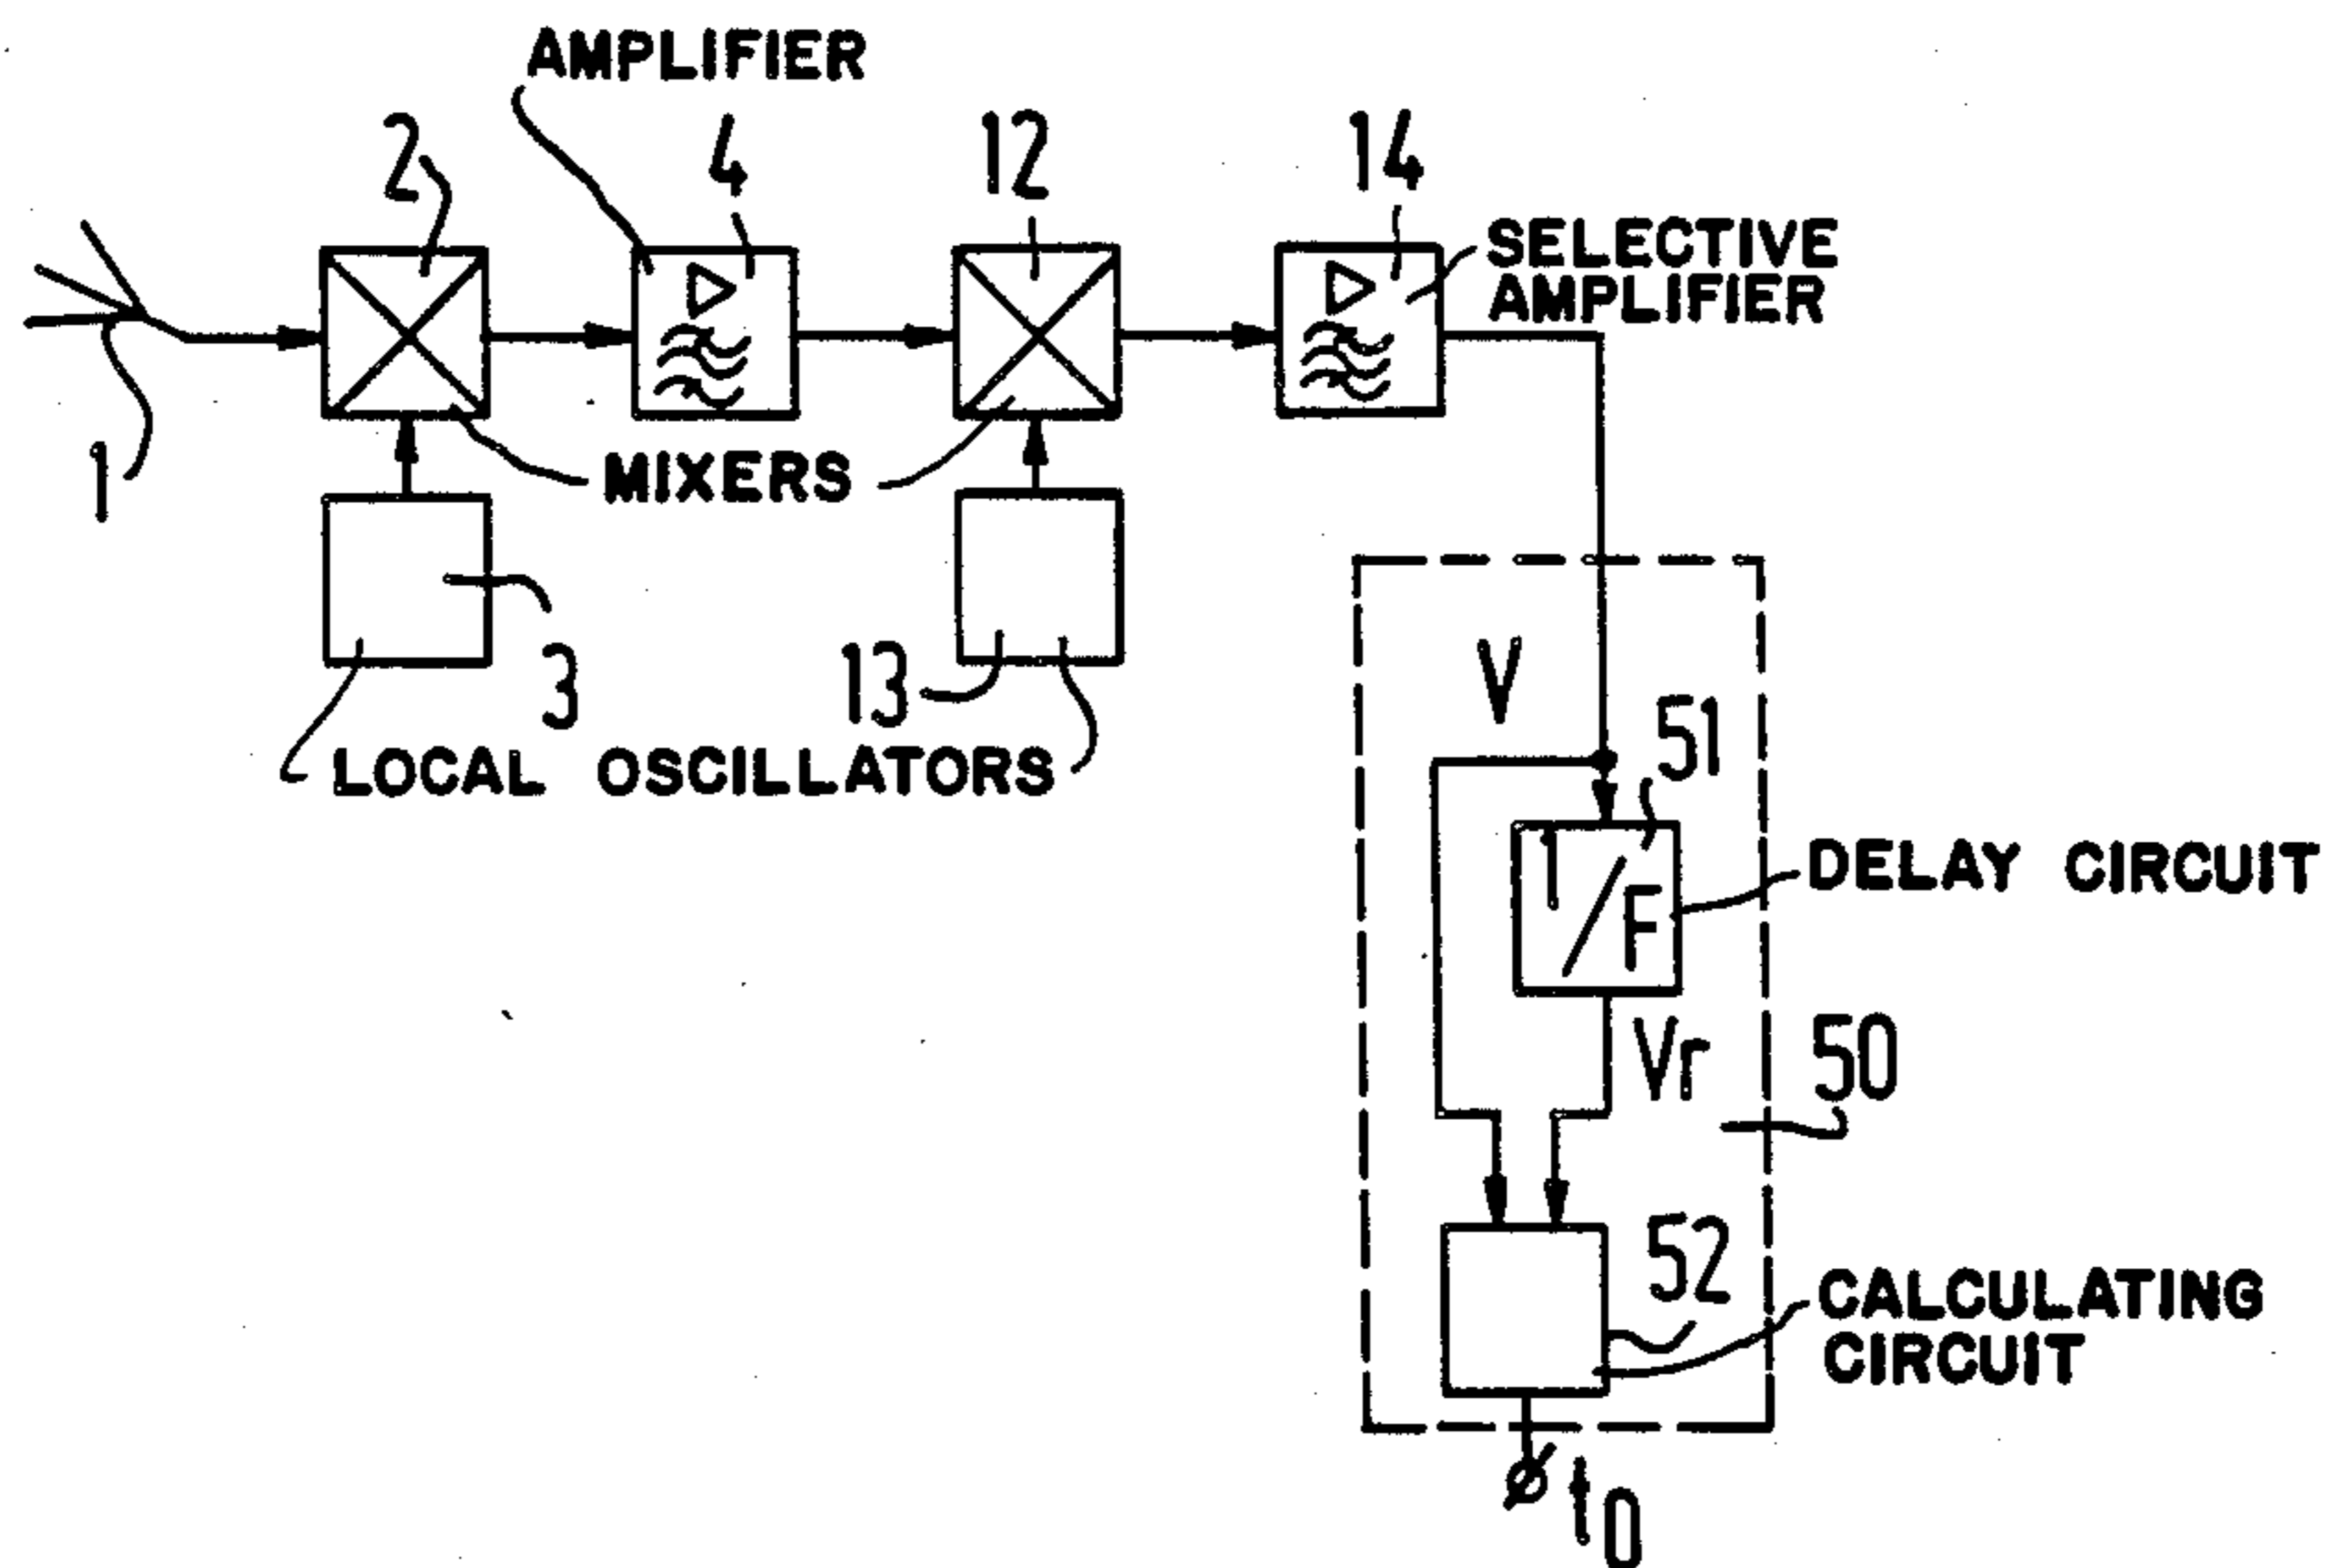 AMPLIFIER
2
4
12
14
SELECTIVE
AMPLIFIER
1
MIXERS
3
13
LOCAL OSCILLATORS
V
51
1/F
DELAY CIRCUIT
Vr
50
52
CALCULATING
CIRCUIT
t0